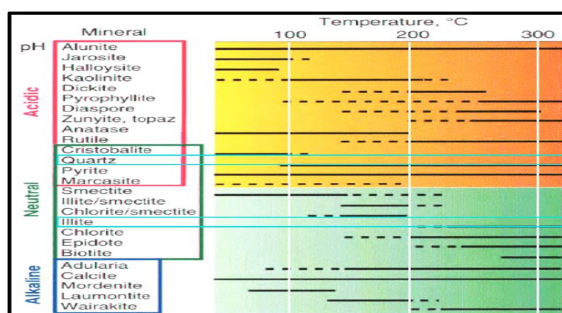 Temperature, °C
Mineral
100
200
300
pH
Alunite
Jarosite
Halloysite
Kaolinite
Dickite
Pyrophyllite
Diaspore
Zunyite, topaz
Anatase
Rutile
Cristobalite
Quartz
Pyrite
Marcasite
Smectite
Illite/smectite
Chlorite/smectite
Illite
Chlorite
Epidote
Biotite
Adularia
Calcite
Mordenite
Laumontite
Wairakite
Acidic
Neutral
Alkaline